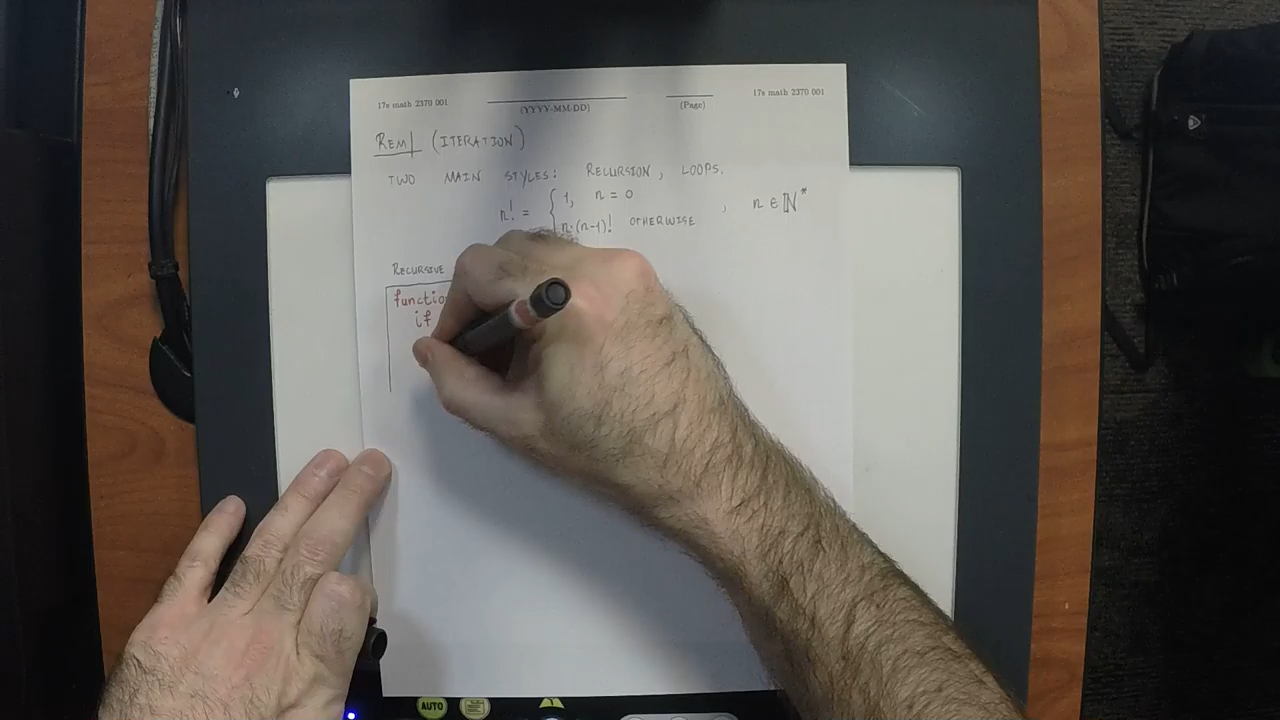 17s math 2370 001 (YYYY-MM-DD) (Page) 17s math 2370 001
REM (ITERATION)
TWO MAIN STYLES: RECURSION, LOOPS.
n! = { 1, n = 0
n·(n-1)! OTHERWISE , n ∈ ℕ*
RECURSIVE
functio
if
AUTO